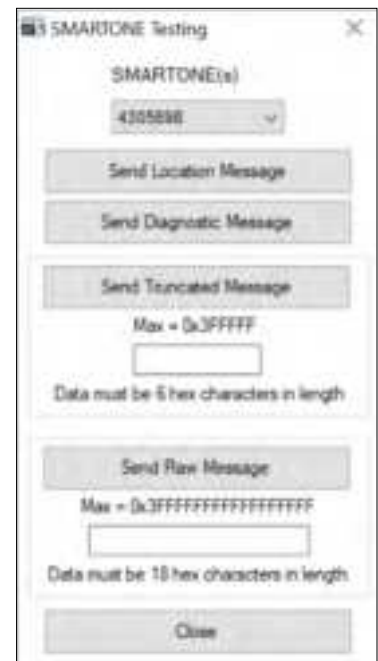 SMARTONE Testing
SMARTONE(s)
4305698
Send Location Message
Send Diagnostic Message
Send Truncated Message
Max = 0x3FFFFF
Data must be 6 hex characters in length
Send Raw Message
Max = 0x3FFFFFFFFFFFFFFFFF
Data must be 18 hex characters in length
Close